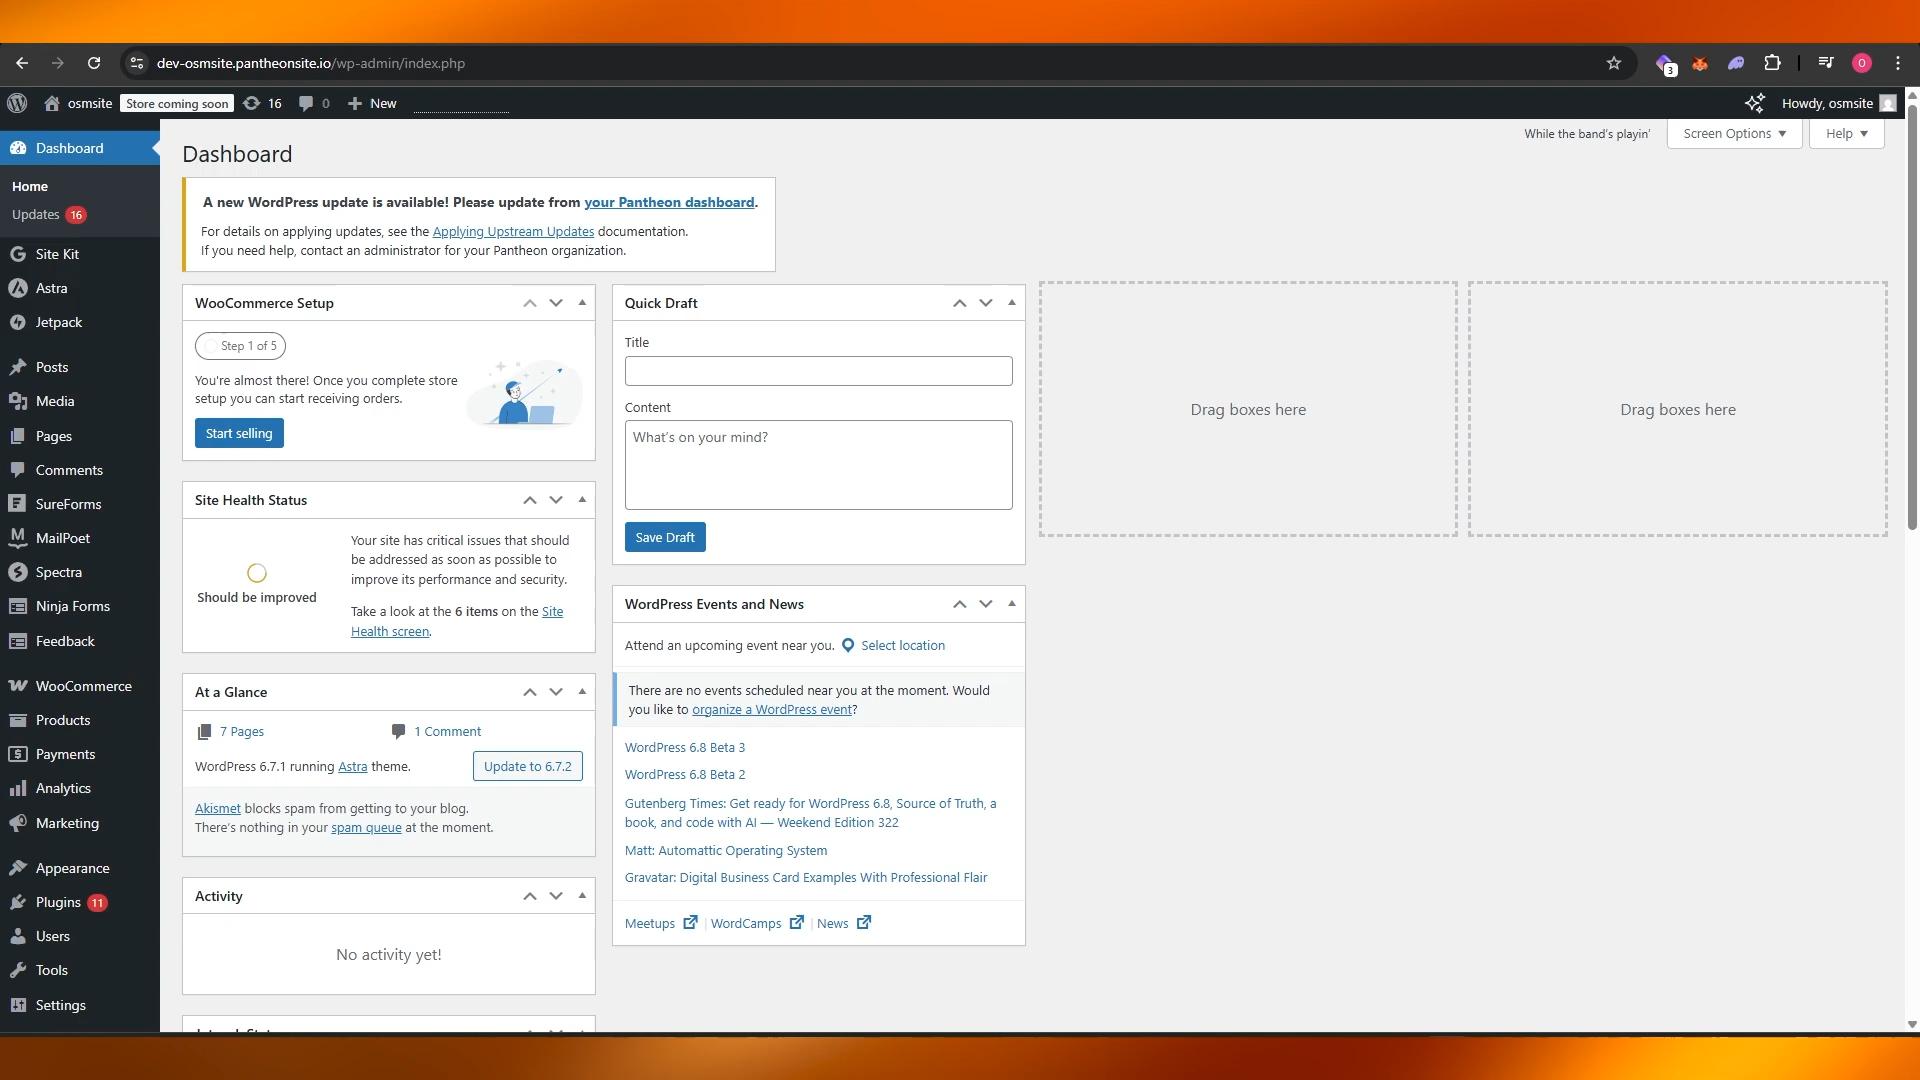 dev-osmsite.pantheonsite.io/wp-admin/index.php
3
O
osmsite
Store coming soon
16
0
New
Howdy, osmsite
While the band's playin'
Screen Options
Help
Dashboard
Home
Updates 16
Site Kit
Astra
Jetpack
Posts
Media
Pages
Comments
SureForms
MailPoet
Spectra
Ninja Forms
Feedback
WooCommerce
Products
Payments
Analytics
Marketing
Appearance
Plugins 11
Users
Tools
Settings
Dashboard
A new WordPress update is available! Please update from your Pantheon dashboard.
For details on applying updates, see the Applying Upstream Updates documentation.
If you need help, contact an administrator for your Pantheon organization.
WooCommerce Setup
Step 1 of 5
You're almost there! Once you complete store
setup you can start receiving orders.
Start selling
Site Health Status
Should be improved
Your site has critical issues that should
be addressed as soon as possible to
improve its performance and security.
Take a look at the 6 items on the Site
Health screen.
At a Glance
7 Pages
1 Comment
WordPress 6.7.1 running Astra theme.
Update to 6.7.2
Akismet blocks spam from getting to your blog.
There's nothing in your spam queue at the moment.
Activity
No activity yet!
Quick Draft
Title
Content
What's on your mind?
Save Draft
WordPress Events and News
Attend an upcoming event near you. Select location
There are no events scheduled near you at the moment. Would
you like to organize a WordPress event?
WordPress 6.8 Beta 3
WordPress 6.8 Beta 2
Gutenberg Times: Get ready for WordPress 6.8, Source of Truth, a
book, and code with AI — Weekend Edition 322
Matt: Automattic Operating System
Gravatar: Digital Business Card Examples With Professional Flair
Meetups | WordCamps | News
Drag boxes here
Drag boxes here